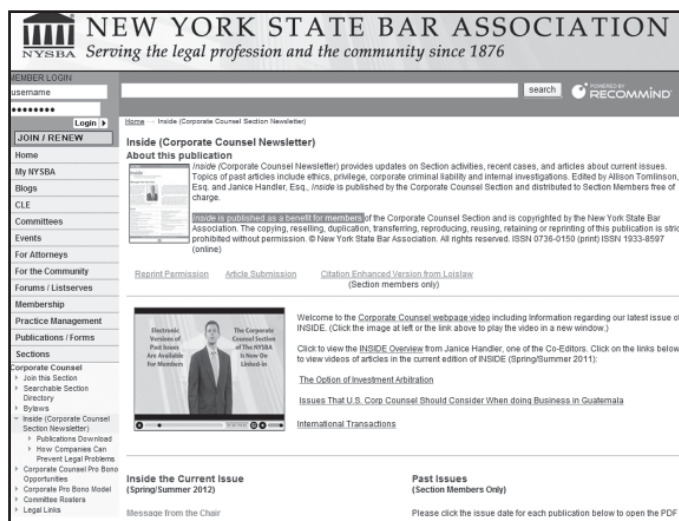 NEW YORK STATE BAR ASSOCIATION
NYSBA Serving the legal profession and the community since 1876
MEMBER LOGIN
username
Login
JOIN / RENEW
Home
My NYSBA
Blogs
CLE
Committees
Events
For Attorneys
For the Community
Forums / Listserves
Membership
Practice Management
Publications / Forms
Sections
Corporate Counsel
Join this Section
Searchable Section
Directory
Bylaws
Inside (Corporate Counsel
Section Newsletter)
Publications Download
How Companies Can
Prevent Legal Problems
Corporate Counsel Pro Bono
Opportunities
Corporate Pro Bono Model
Committee Rosters
Legal Links
search
POWERED BY
RECOMMIND
Home Inside (Corporate Counsel Section Newsletter)
Inside (Corporate Counsel Newsletter)
About this publication
Inside (Corporate Counsel Newsletter) provides updates on Section activities, recent cases, and articles about current issues.
Topics of past articles include ethics, privilege, corporate criminal liability and internal investigations. Edited by Allison Tomlinson,
Esq. and Janice Handler, Esq., Inside is published by the Corporate Counsel Section and distributed to Section Members free of
charge.
Inside is published as a benefit for members of the Corporate Counsel Section and is copyrighted by the New York State Bar
Association. The copying, reselling, duplication, transferring, reproducing, reusing, retaining or reprinting of this publication is stric
prohibited without permission. © New York State Bar Association. All rights reserved. ISSN 0736-0150 (print) ISSN 1933-8597
(online)
Reprint Permission Article Submission Citation Enhanced Version from Loislaw
(Section members only)
Electronic
Versions of
Past Issues
Are Available
For Members
The Corporate
Counsel Section
of The NYSBA
Is Now On
Linked-in
Welcome to the Corporate Counsel webpage video including Information regarding our latest issue of
INSIDE. (Click the image at left or the link above to play the video in a new window.)
Click to view the INSIDE Overview from Janice Handler, one of the Co-Editors. Click on the links below
to view videos of articles in the current edition of INSIDE (Spring/Summer 2011):
The Option of Investment Arbitration
Issues That U.S. Corp Counsel Should Consider When doing Business in Guatemala
International Transactions
Inside the Current Issue
(Spring/Summer 2012)
Message from the Chair
Past Issues
(Section Members Only)
Please click the issue date for each publication below to open the PDF